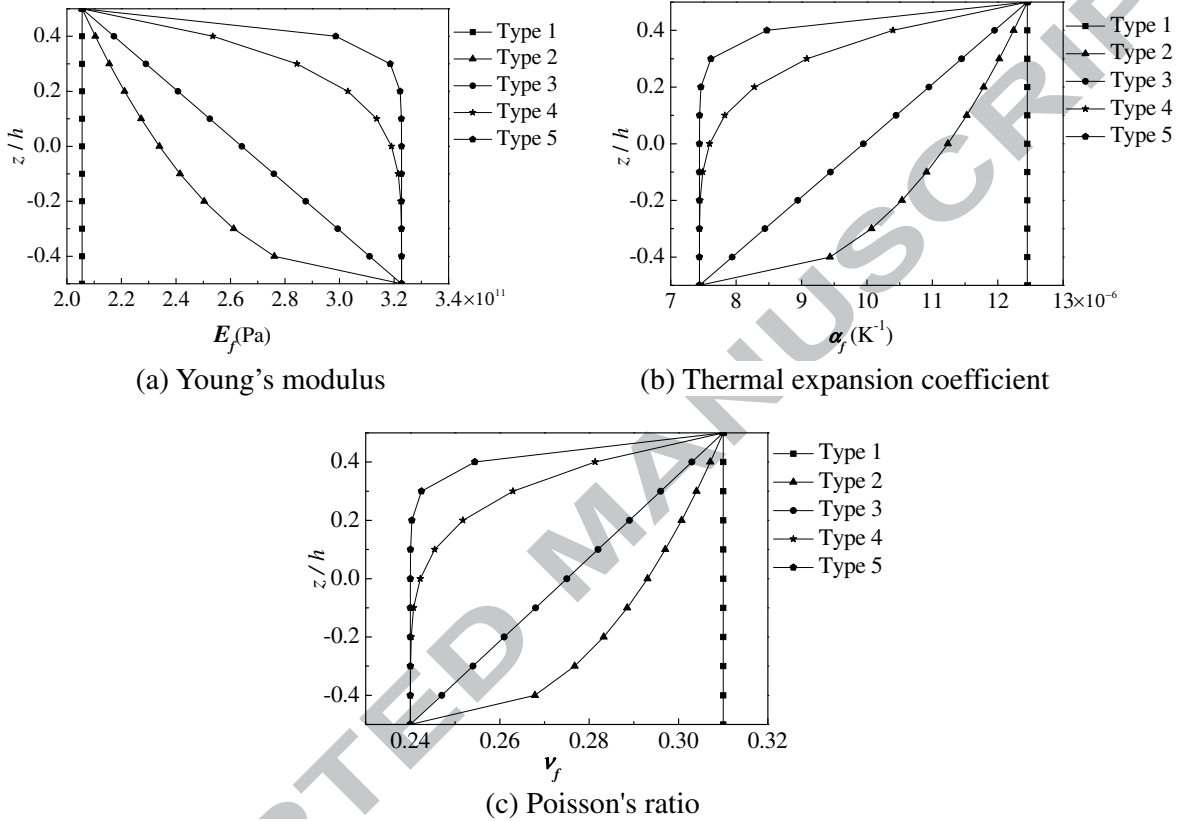 0.4
0.2
0.0
-0.2
-0.4
z / h
2.0 2.2 2.4 2.6 2.8 3.0 3.2 3.4×10¹¹
E_f(Pa)
Type 1
Type 2
Type 3
Type 4
Type 5
(a) Young's modulus
0.4
0.2
0.0
-0.2
-0.4
z / h
7 8 9 10 11 12 13×10⁻⁶
α_f (K⁻¹)
Type 1
Type 2
Type 3
Type 4
Type 5
(b) Thermal expansion coefficient
0.4
0.2
0.0
-0.2
-0.4
z / h
0.24 0.26 0.28 0.30 0.32
ν_f
Type 1
Type 2
Type 3
Type 4
Type 5
(c) Poisson's ratio
RTED MANUSCRIP